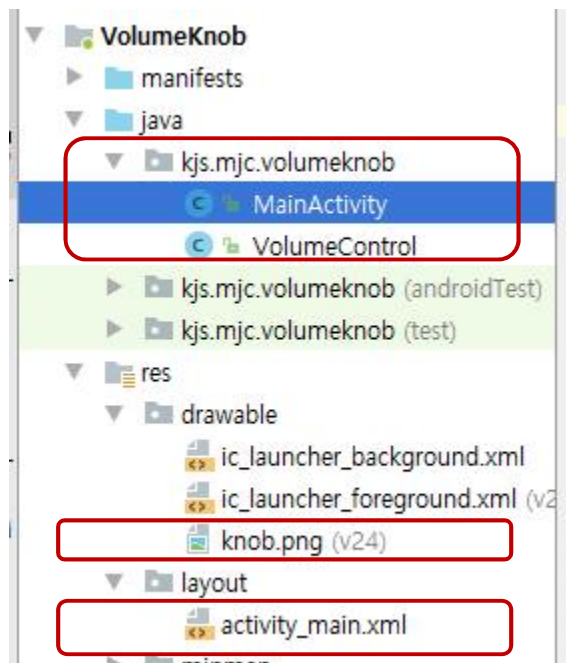 VolumeKnob
manifests
java
kjs.mjc.volumeknob
MainActivity
VolumeControl
kjs.mjc.volumeknob (androidTest)
kjs.mjc.volumeknob (test)
res
drawable
ic_launcher_background.xml
ic_launcher_foreground.xml (v2
knob.png (v24)
layout
activity_main.xml